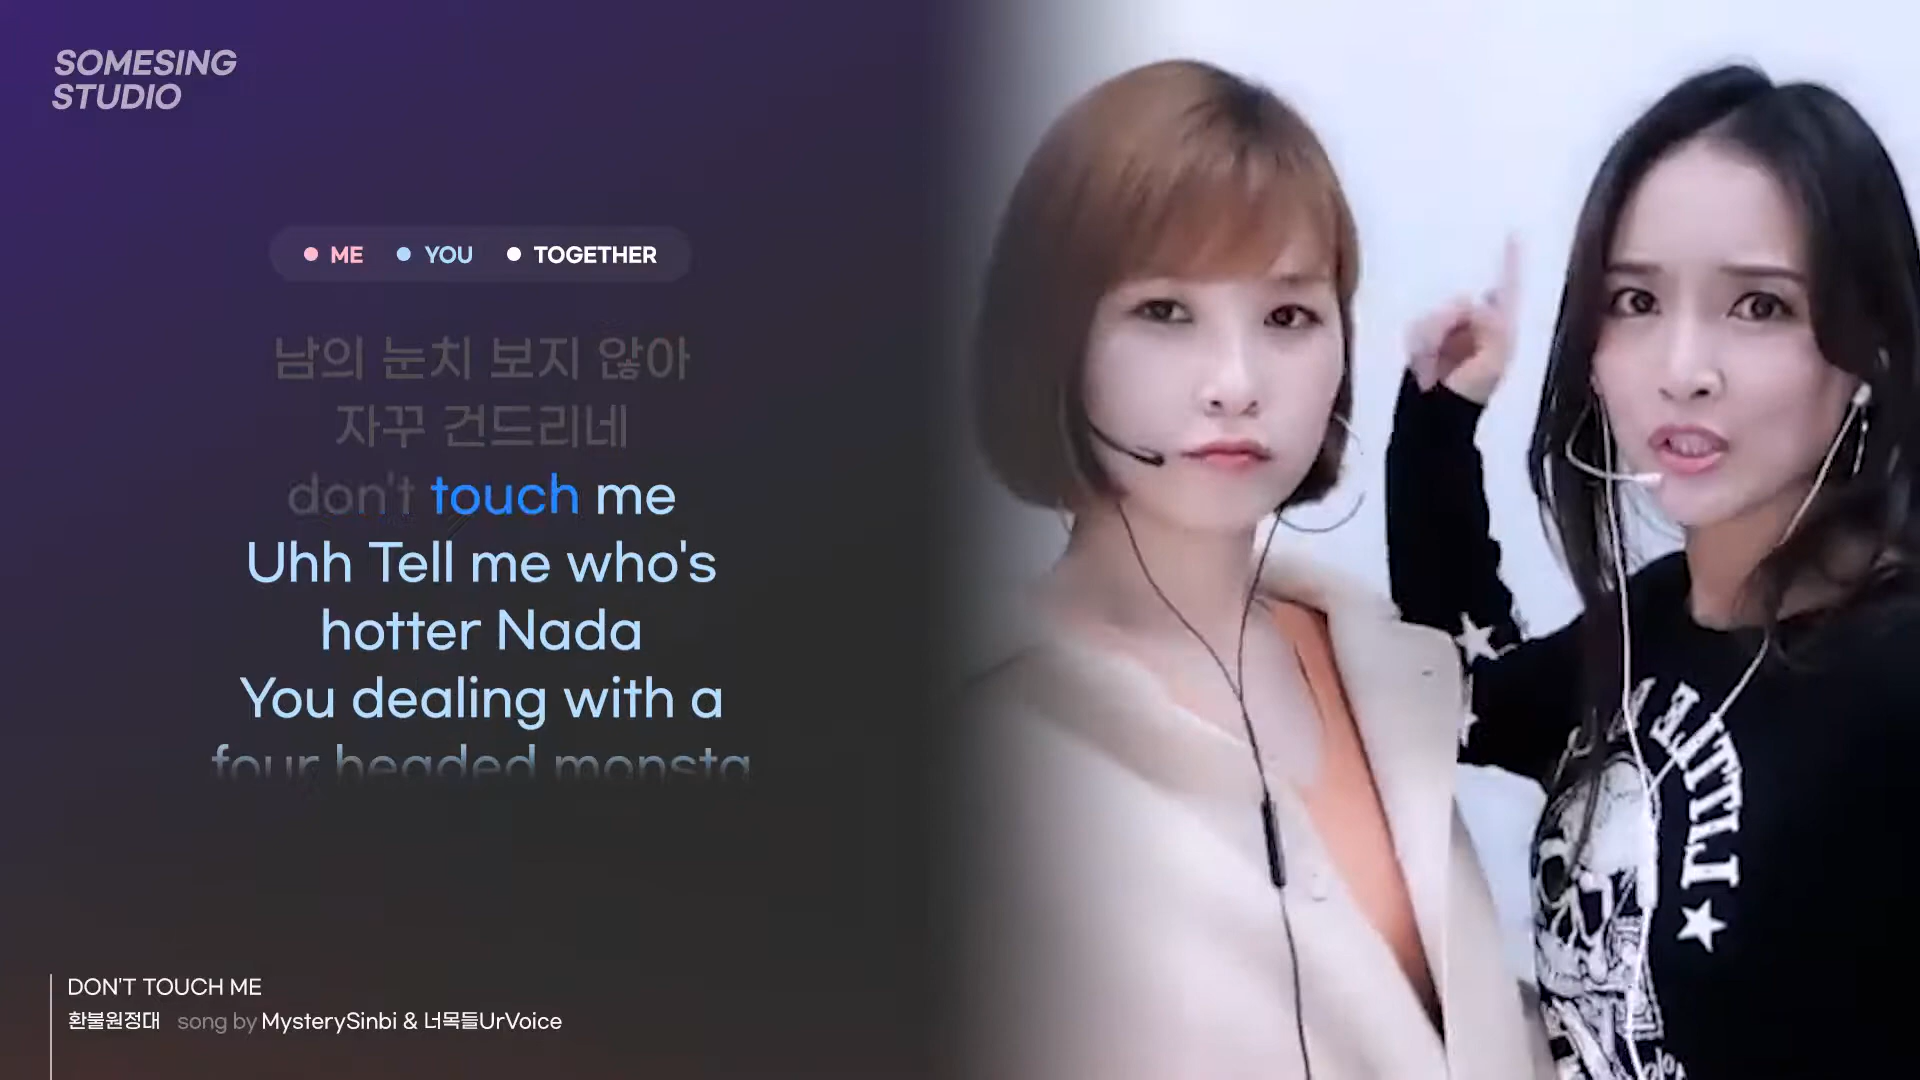 SOMESING
STUDIO
ME YOU TOGETHER
남의 눈치 보지 않아
자꾸 건드리네
don't touch me
Uhh Tell me who's
hotter Nada
You dealing with a
four headed monsta
LITTLE
DON'T TOUCH ME
환불원정대 song by MysterySinbi & 너목들UrVoice